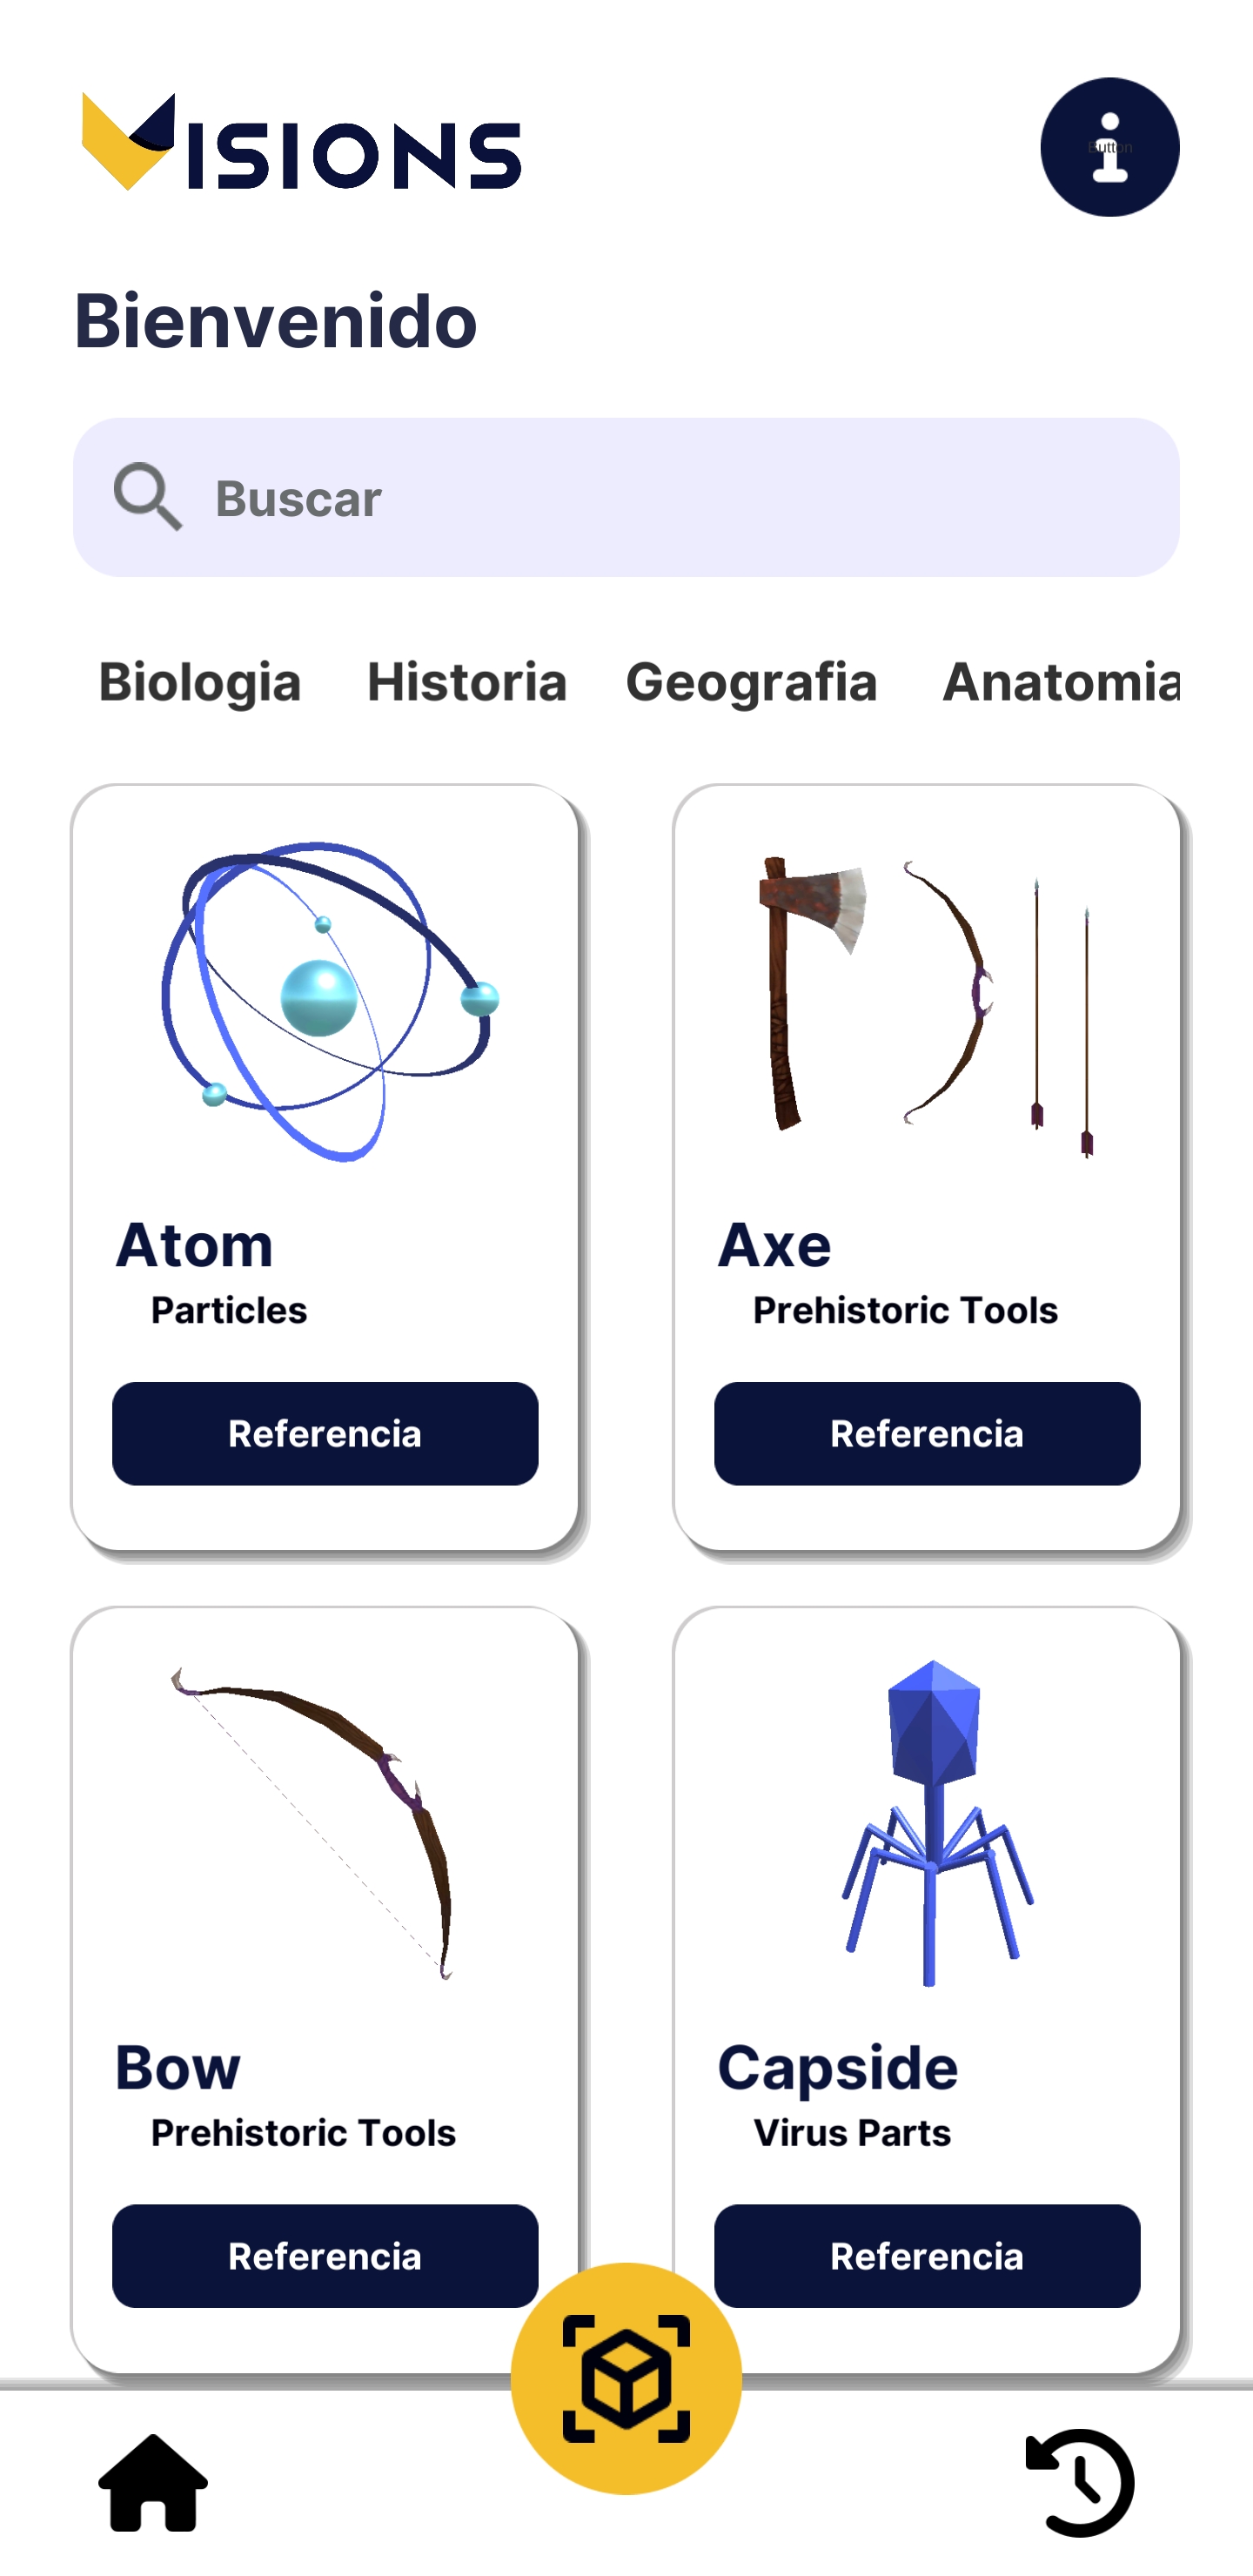 VISIONS
Button
Bienvenido
Buscar
Biologia Historia Geografia Anatomia
Atom
Particles
Referencia
Axe
Prehistoric Tools
Referencia
Bow
Prehistoric Tools
Referencia
Capside
Virus Parts
Referencia